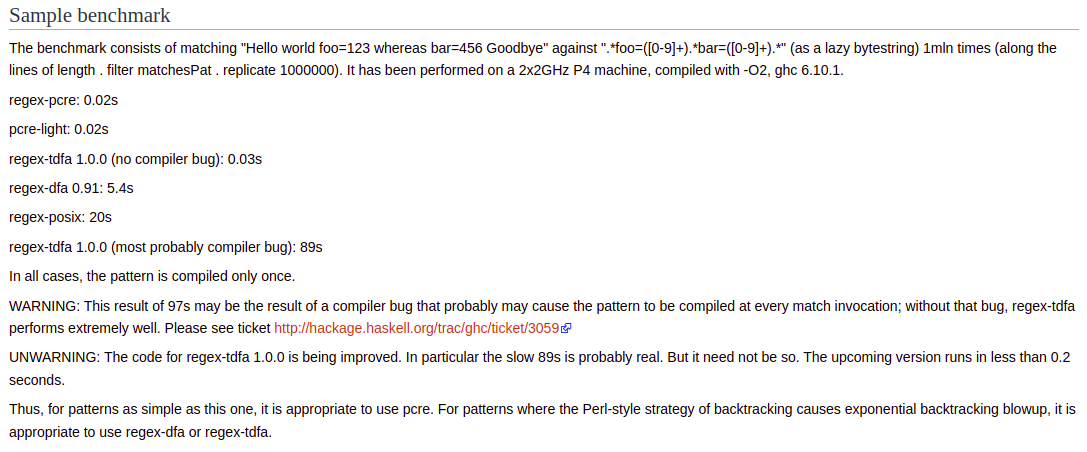 Sample benchmark
The benchmark consists of matching "Hello world foo=123 whereas bar=456 Goodbye" against ".*foo=([0-9]+).*bar=([0-9]+).*" (as a lazy bytestring) 1mln times (along the
lines of length . filter matchesPat . replicate 1000000). It has been performed on a 2x2GHz P4 machine, compiled with -O2, ghc 6.10.1.
regex-pcre: 0.02s
pcre-light: 0.02s
regex-tdfa 1.0.0 (no compiler bug): 0.03s
regex-dfa 0.91: 5.4s
regex-posix: 20s
regex-tdfa 1.0.0 (most probably compiler bug): 89s
In all cases, the pattern is compiled only once.
WARNING: This result of 97s may be the result of a compiler bug that probably may cause the pattern to be compiled at every match invocation; without that bug, regex-tdfa
performs extremely well. Please see ticket http://hackage.haskell.org/trac/ghc/ticket/3059
UNWARNING: The code for regex-tdfa 1.0.0 is being improved. In particular the slow 89s is probably real. But it need not be so. The upcoming version runs in less than 0.2
seconds.
Thus, for patterns as simple as this one, it is appropriate to use pcre. For patterns where the Perl-style strategy of backtracking causes exponential backtracking blowup, it is
appropriate to use regex-dfa or regex-tdfa.